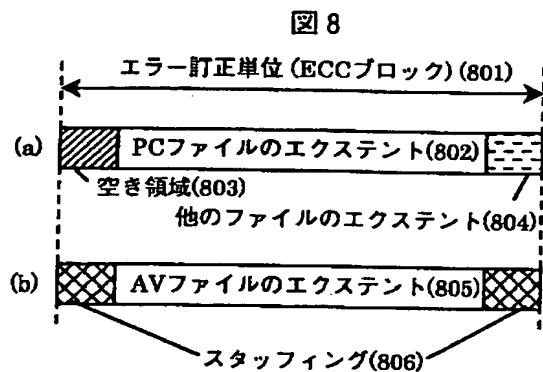 図 8
エラー訂正単位 (ECCブロック) (801)
(a) PCファイルのエクステント(802)
空き領域(803)
他のファイルのエクステント(804)
(b) AVファイルのエクステント(805)
スタッフィング(806)